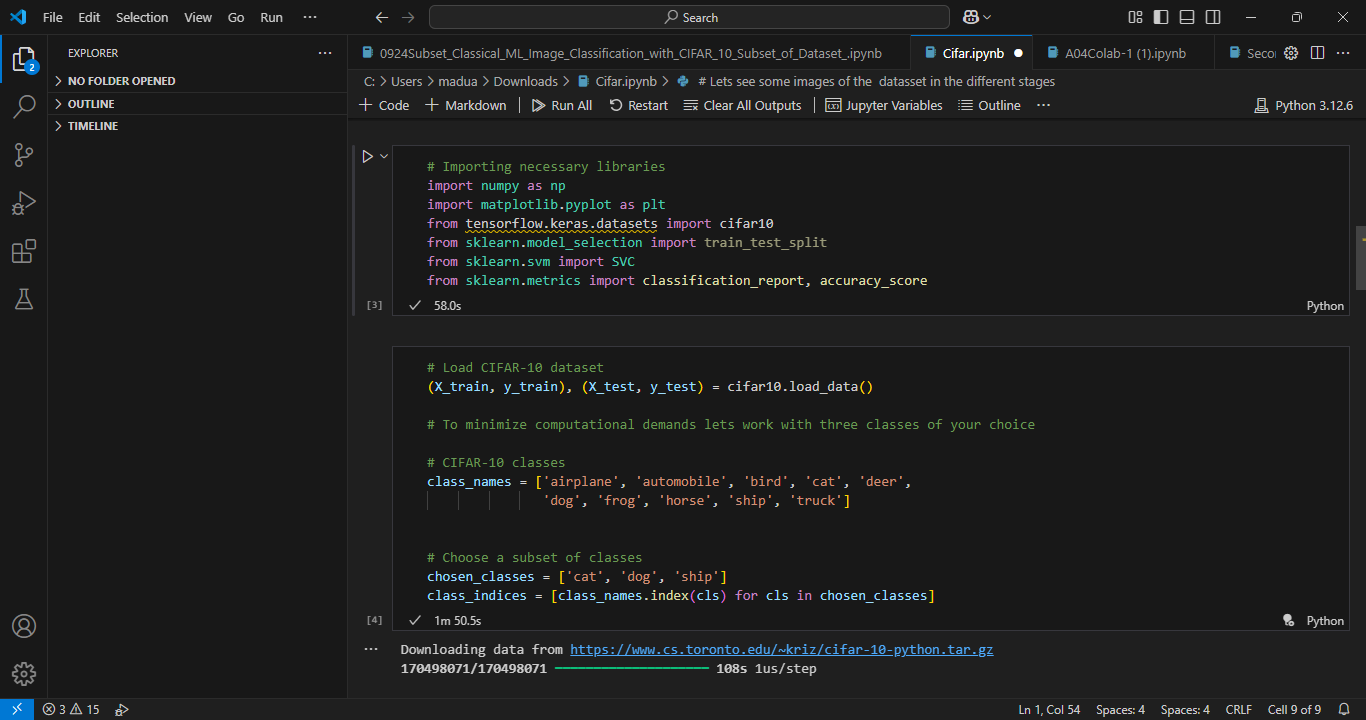 File Edit Selection View Go Run ··· Search
EXPLORER ···
2
NO FOLDER OPENED
OUTLINE
TIMELINE
0924Subset_Classical_ML_Image_Classification_with_CIFAR_10_Subset_of_Dataset_.ipynb Cifar.ipynb A04Colab-1 (1).ipynb Secor ···
C: > Users > madua > Downloads > Cifar.ipynb > # Lets see some images of the datasset in the different stages
+ Code + Markdown | Run All Restart Clear All Outputs | Jupyter Variables Outline ··· Python 3.12.6
# Importing necessary libraries
import numpy as np
import matplotlib.pyplot as plt
from tensorflow.keras.datasets import cifar10
from sklearn.model_selection import train_test_split
from sklearn.svm import SVC
from sklearn.metrics import classification_report, accuracy_score
[3] 58.0s Python
# Load CIFAR-10 dataset
(X_train, y_train), (X_test, y_test) = cifar10.load_data()
# To minimize computational demands lets work with three classes of your choice
# CIFAR-10 classes
class_names = ['airplane', 'automobile', 'bird', 'cat', 'deer',
'dog', 'frog', 'horse', 'ship', 'truck']
# Choose a subset of classes
chosen_classes = ['cat', 'dog', 'ship']
class_indices = [class_names.index(cls) for cls in chosen_classes]
[4] 1m 50.5s Python
··· Downloading data from https://www.cs.toronto.edu/~kriz/cifar-10-python.tar.gz
170498071/170498071 108s 1us/step
3 15 Ln 1, Col 54 Spaces: 4 Spaces: 4 CRLF Cell 9 of 9